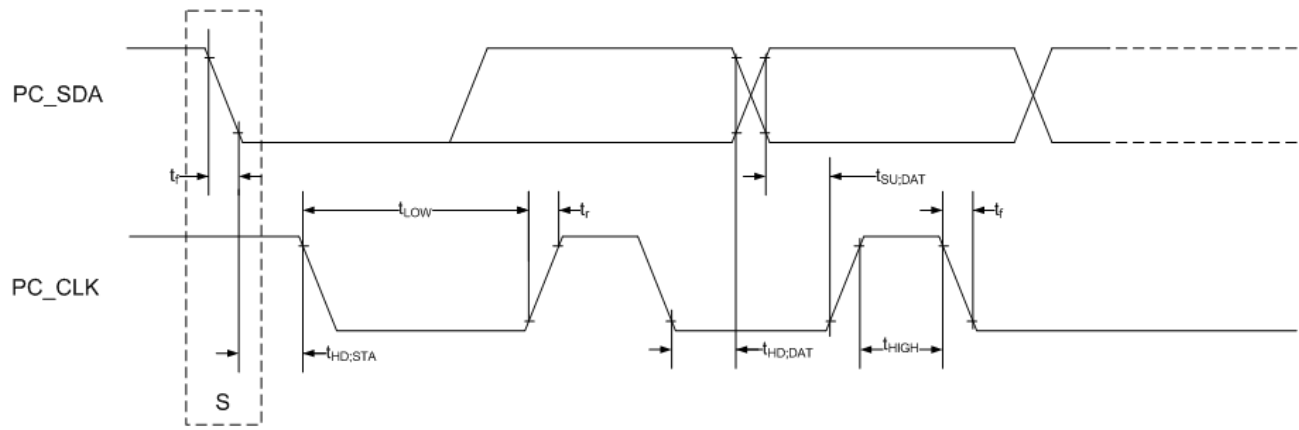 PC_SDA
tf
tSU;DAT
tLOW
tr
tf
PC_CLK
tHD;STA
tHD;DAT
tHIGH
S